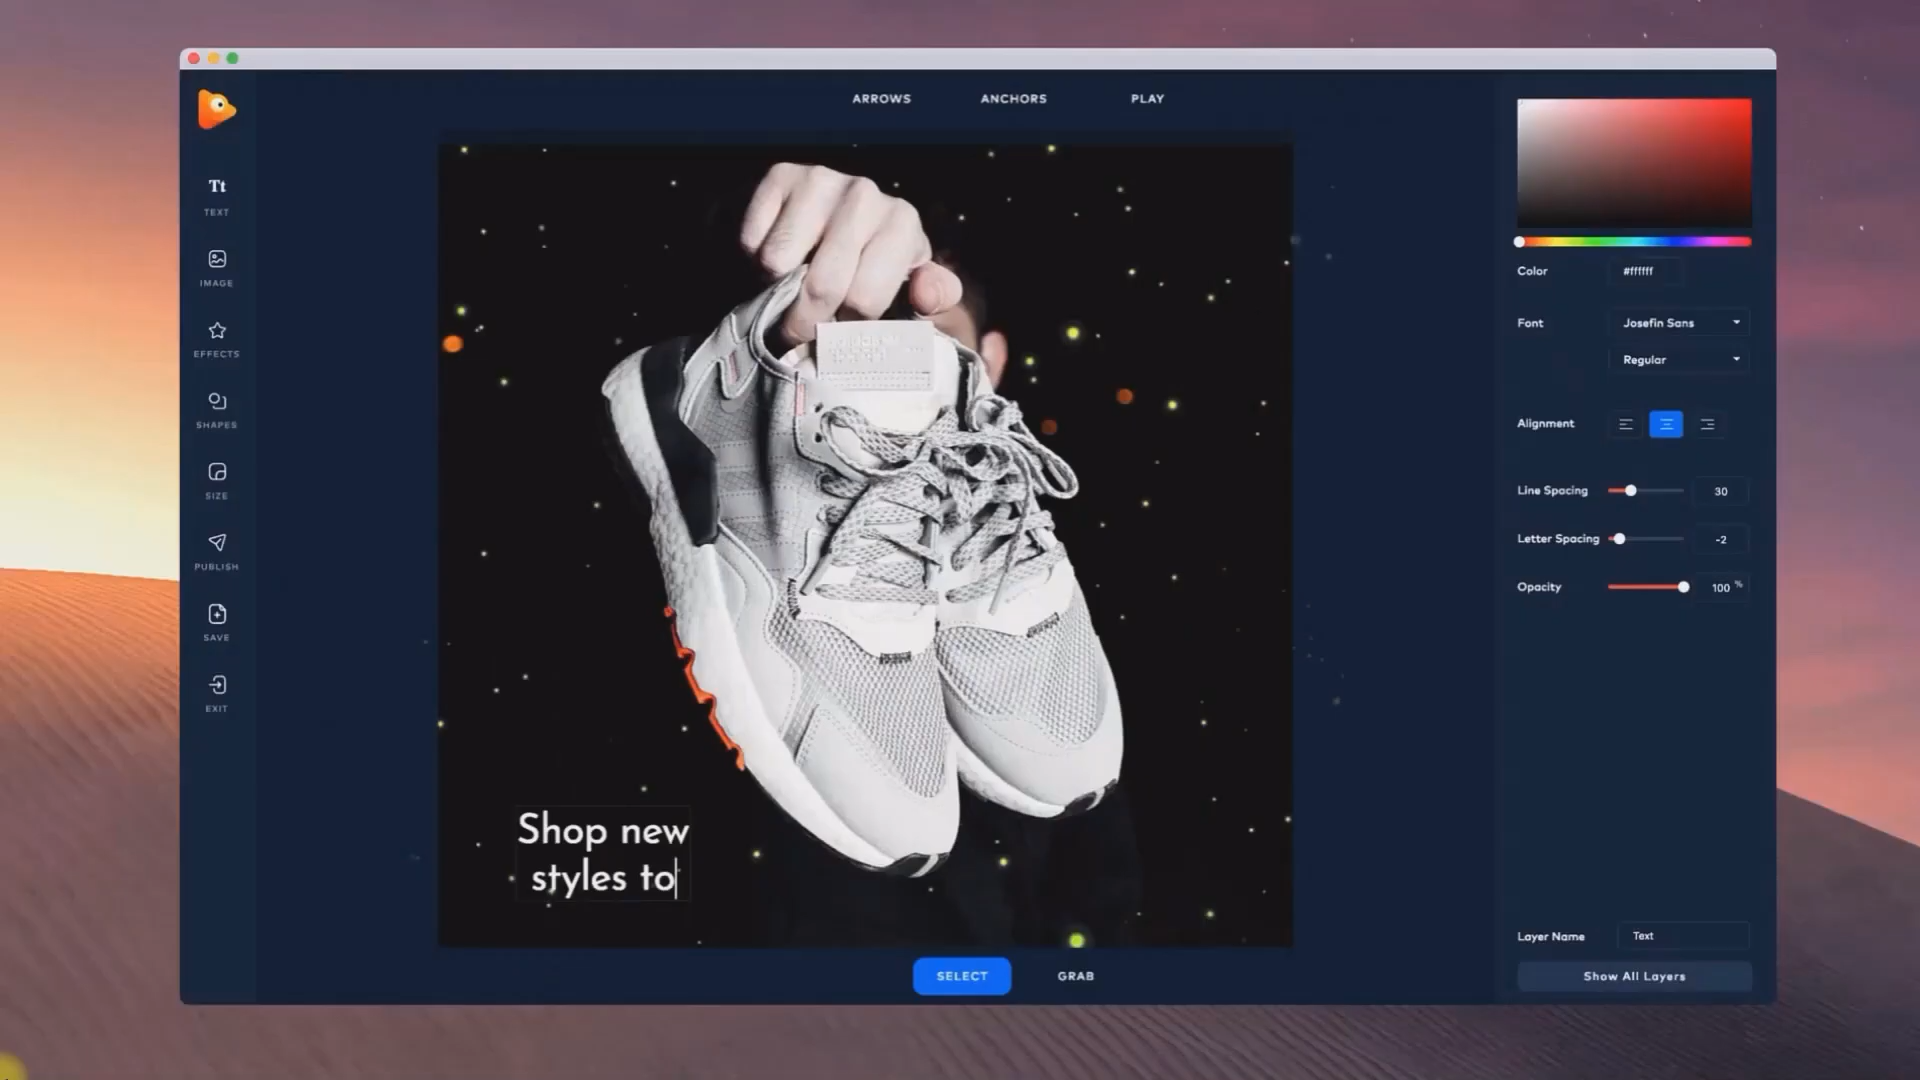 ARROWS
ANCHORS
PLAY
Tt
TEXT
IMAGE
EFFECTS
SHAPES
SIZE
PUBLISH
SAVE
EXIT
Shop new
styles to
SELECT
GRAB
Color
#ffffff
Font
Josefin Sans
Regular
Alignment
Line Spacing
30
Letter Spacing
-2
Opacity
100 %
Layer Name
Text
Show All Layers